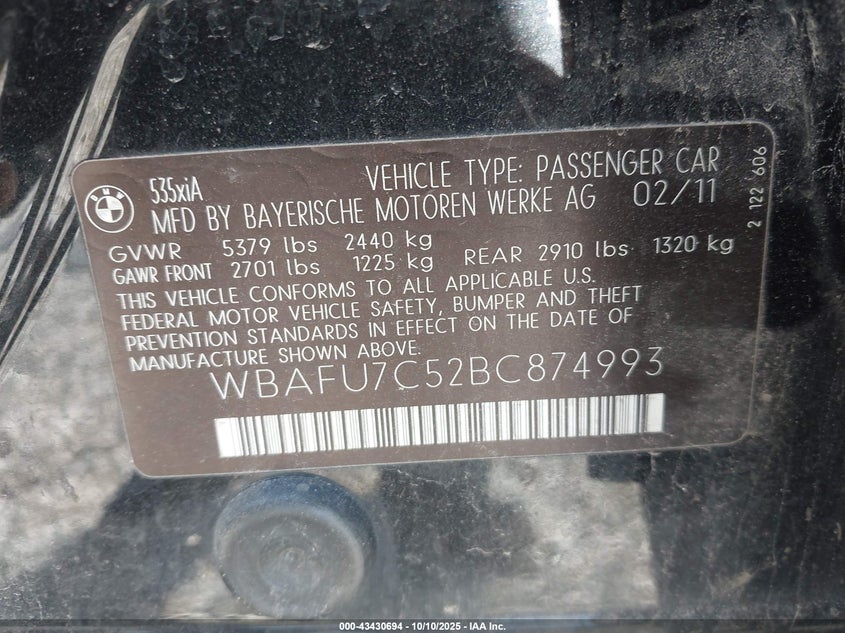 BMW
535xiA
VEHICLE TYPE: PASSENGER CAR
MFD BY BAYERISCHE MOTOREN WERKE AG 02/11
GVWR 5379 lbs 2440 kg
GAWR FRONT 2701 lbs 1225 kg REAR 2910 lbs 1320 kg
THIS VEHICLE CONFORMS TO ALL APPLICABLE U.S.
FEDERAL MOTOR VEHICLE SAFETY, BUMPER AND THEFT
PREVENTION STANDARDS IN EFFECT ON THE DATE OF
MANUFACTURE SHOWN ABOVE.
WBAFU7C52BC874993
2 122 606
000-43430694 - 10/10/2025 - IAA Inc.